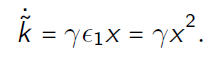 $\dot{\tilde{k}} = \gamma \epsilon_1 x = \gamma x^2.$